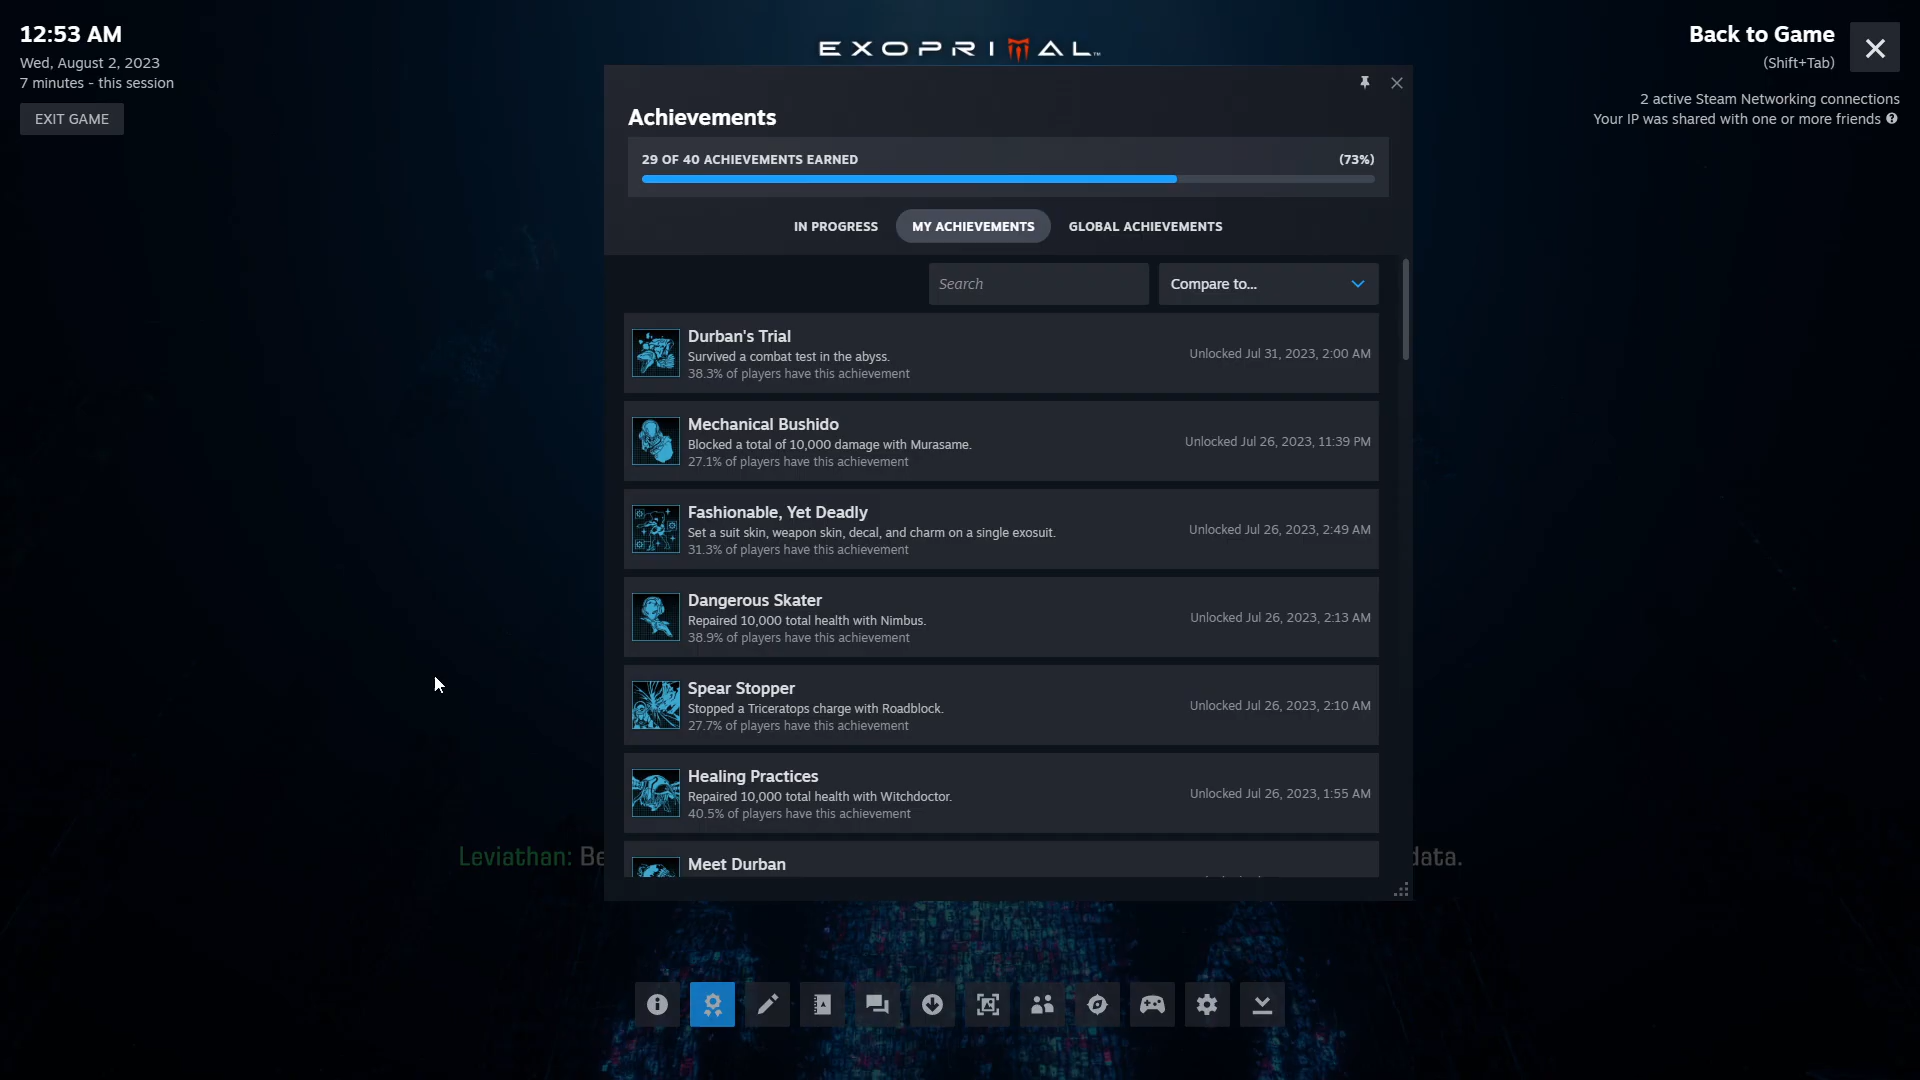 12:53 AM
Wed, August 2, 2023
7 minutes - this session
EXIT GAME
EXOPRIMAL™
Back to Game
(Shift+Tab)
2 active Steam Networking connections
Your IP was shared with one or more friends
Achievements
29 OF 40 ACHIEVEMENTS EARNED (73%)
IN PROGRESS MY ACHIEVEMENTS GLOBAL ACHIEVEMENTS
Search Compare to...
Durban's Trial
Survived a combat test in the abyss.
38.3% of players have this achievement
Unlocked Jul 31, 2023, 2:00 AM
Mechanical Bushido
Blocked a total of 10,000 damage with Murasame.
27.1% of players have this achievement
Unlocked Jul 26, 2023, 11:39 PM
Fashionable, Yet Deadly
Set a suit skin, weapon skin, decal, and charm on a single exosuit.
31.3% of players have this achievement
Unlocked Jul 26, 2023, 2:49 AM
Dangerous Skater
Repaired 10,000 total health with Nimbus.
38.9% of players have this achievement
Unlocked Jul 26, 2023, 2:13 AM
Spear Stopper
Stopped a Triceratops charge with Roadblock.
27.7% of players have this achievement
Unlocked Jul 26, 2023, 2:10 AM
Healing Practices
Repaired 10,000 total health with Witchdoctor.
40.5% of players have this achievement
Unlocked Jul 26, 2023, 1:55 AM
Meet Durban
Leviathan: Be data.